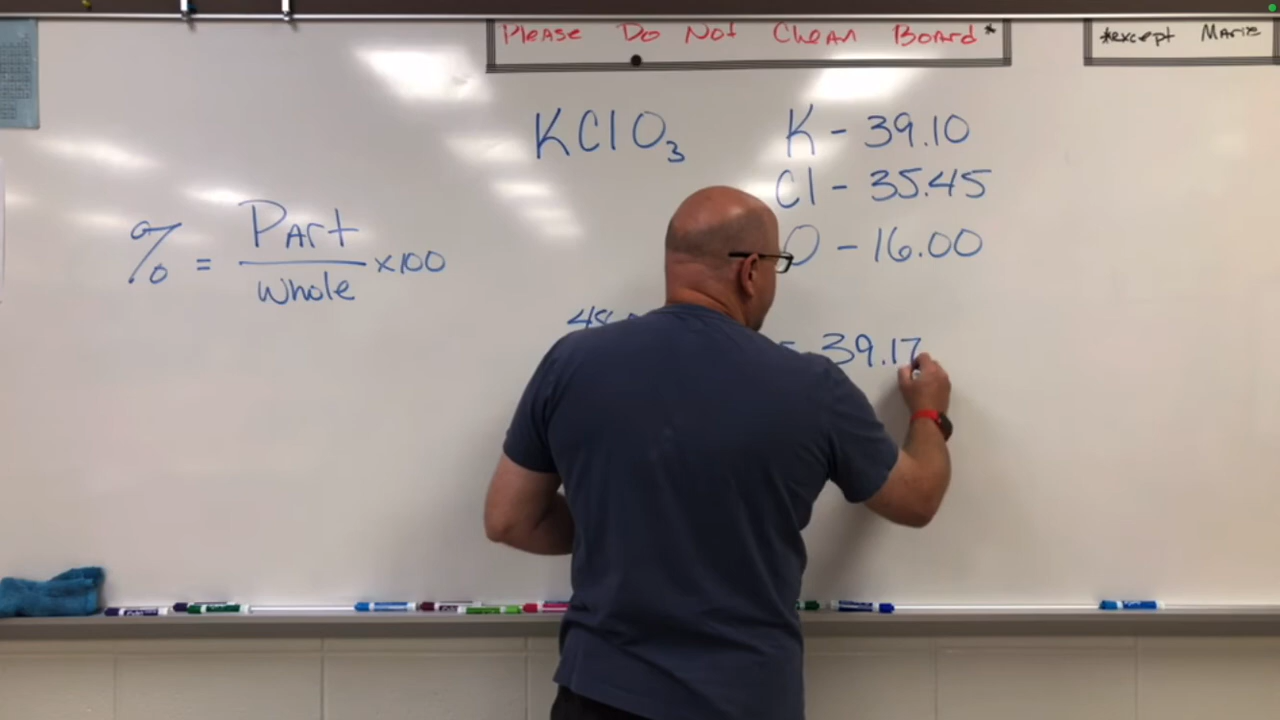 Please Do Not Clean Board*
*except Marie
KClO₃
K - 39.10
Cl - 35.45
O - 16.00
% = Part / whole x100
48
= 39.17